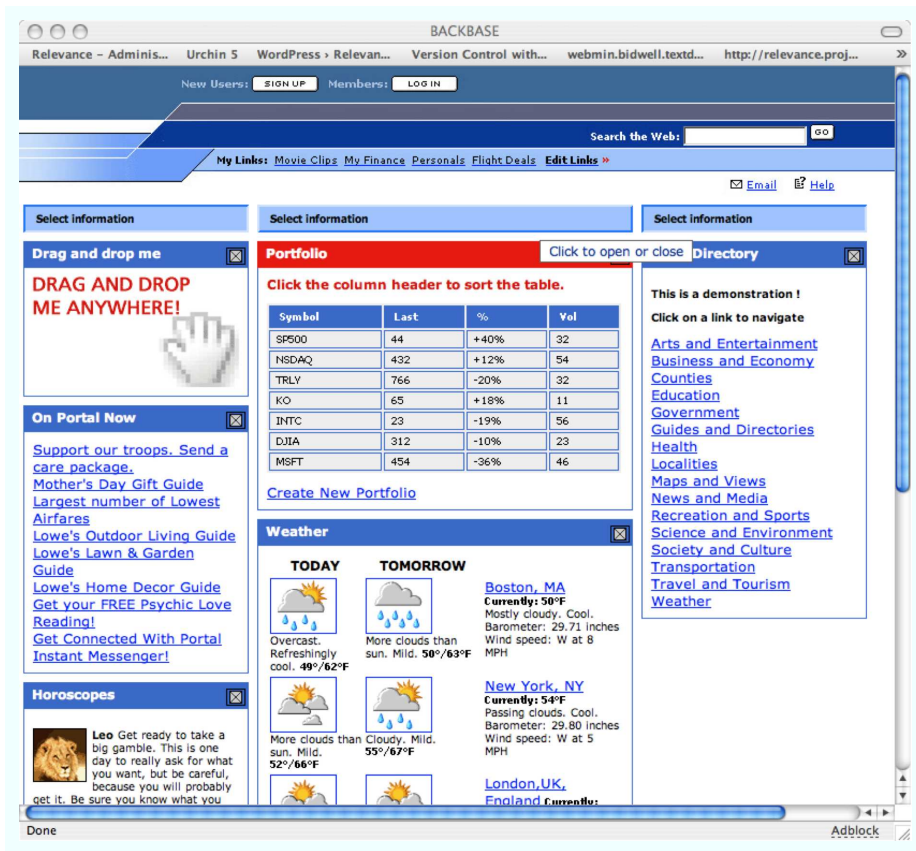 BACKBASE
Relevance – Adminis... Urchin 5 WordPress › Relevan... Version Control with... webmin.bidwell.textd... http://relevance.proj... »
New Users: SIGN UP Members: LOG IN
Search the Web: GO
My Links: Movie Clips My Finance Personals Flight Deals Edit Links »
Email Help
Select information
Drag and drop me
DRAG AND DROP
ME ANYWHERE!
On Portal Now
Support our troops. Send a
care package.
Mother's Day Gift Guide
Largest number of Lowest
Airfares
Lowe's Outdoor Living Guide
Lowe's Lawn & Garden
Guide
Lowe's Home Decor Guide
Get your FREE Psychic Love
Reading!
Get Connected With Portal
Instant Messenger!
Horoscopes
Leo Get ready to take a
big gamble. This is one
day to really ask for what
you want, but be careful,
because you will probably
get it. Be sure you know what you
Select information
Portfolio
Click to open or close
Click the column header to sort the table.
Symbol Last % Vol
SP500 44 +40% 32
NSDAQ 432 +12% 54
TRLY 766 -20% 32
KO 65 +18% 11
INTC 23 -19% 56
DJIA 312 -10% 23
MSFT 454 -36% 46
Create New Portfolio
Weather
TODAY TOMORROW
Overcast.
Refreshingly
cool. 49°/62°F
More clouds than
sun. Mild. 50°/63°F
Boston, MA
Currently: 50°F
Mostly cloudy. Cool.
Barometer: 29.71 inches
Wind speed: W at 8
MPH
More clouds than
sun. Mild.
52°/66°F
Cloudy. Mild.
55°/67°F
New York, NY
Currently: 54°F
Passing clouds. Cool.
Barometer: 29.80 inches
Wind speed: W at 5
MPH
London,UK,
England Currently:
Select information
Directory
This is a demonstration !
Click on a link to navigate
Arts and Entertainment
Business and Economy
Counties
Education
Government
Guides and Directories
Health
Localities
Maps and Views
News and Media
Recreation and Sports
Science and Environment
Society and Culture
Transportation
Travel and Tourism
Weather
Done Adblock